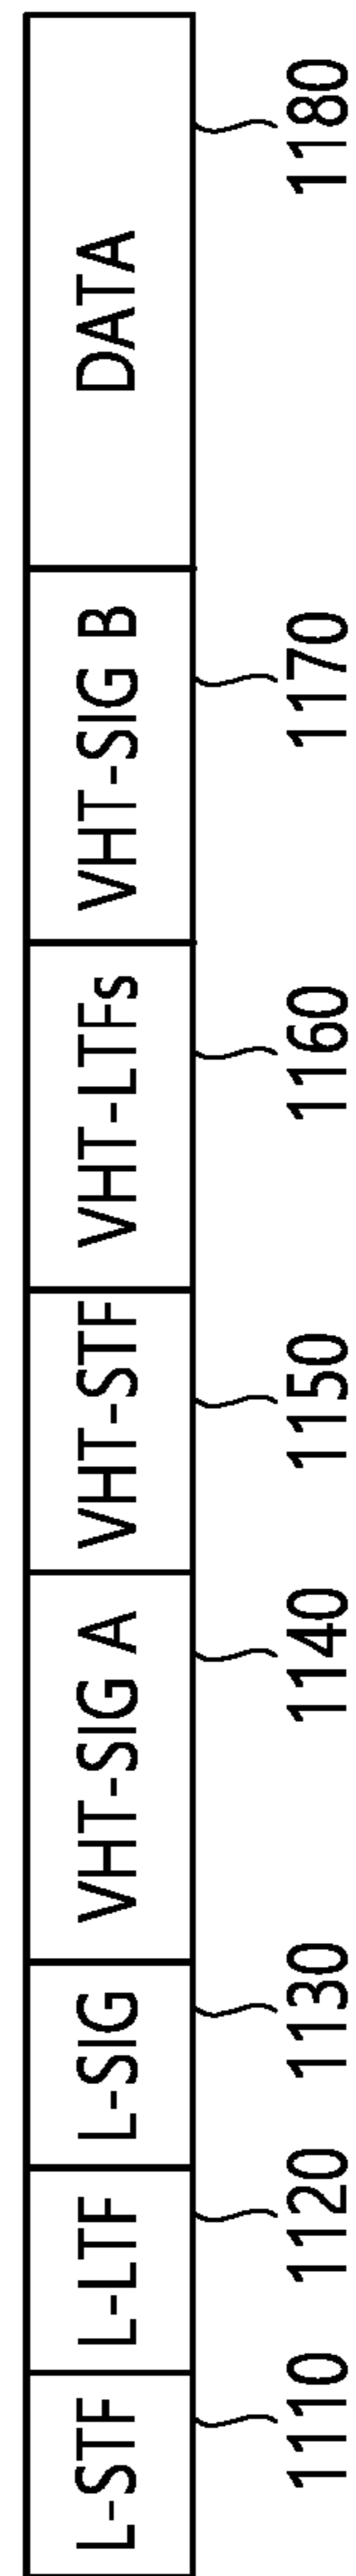 L-STF
L-LTF
L-SIG
VHT-SIG A
VHT-STF
VHT-LTFs
VHT-SIG B
DATA
1110
1120
1130
1140
1150
1160
1170
1180